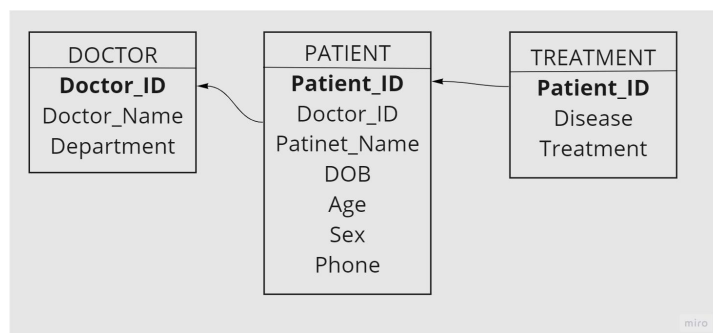 DOCTOR
Doctor_ID
Doctor_Name
Department
PATIENT
Patient_ID
Doctor_ID
Patinet_Name
DOB
Age
Sex
Phone
TREATMENT
Patient_ID
Disease
Treatment
miro